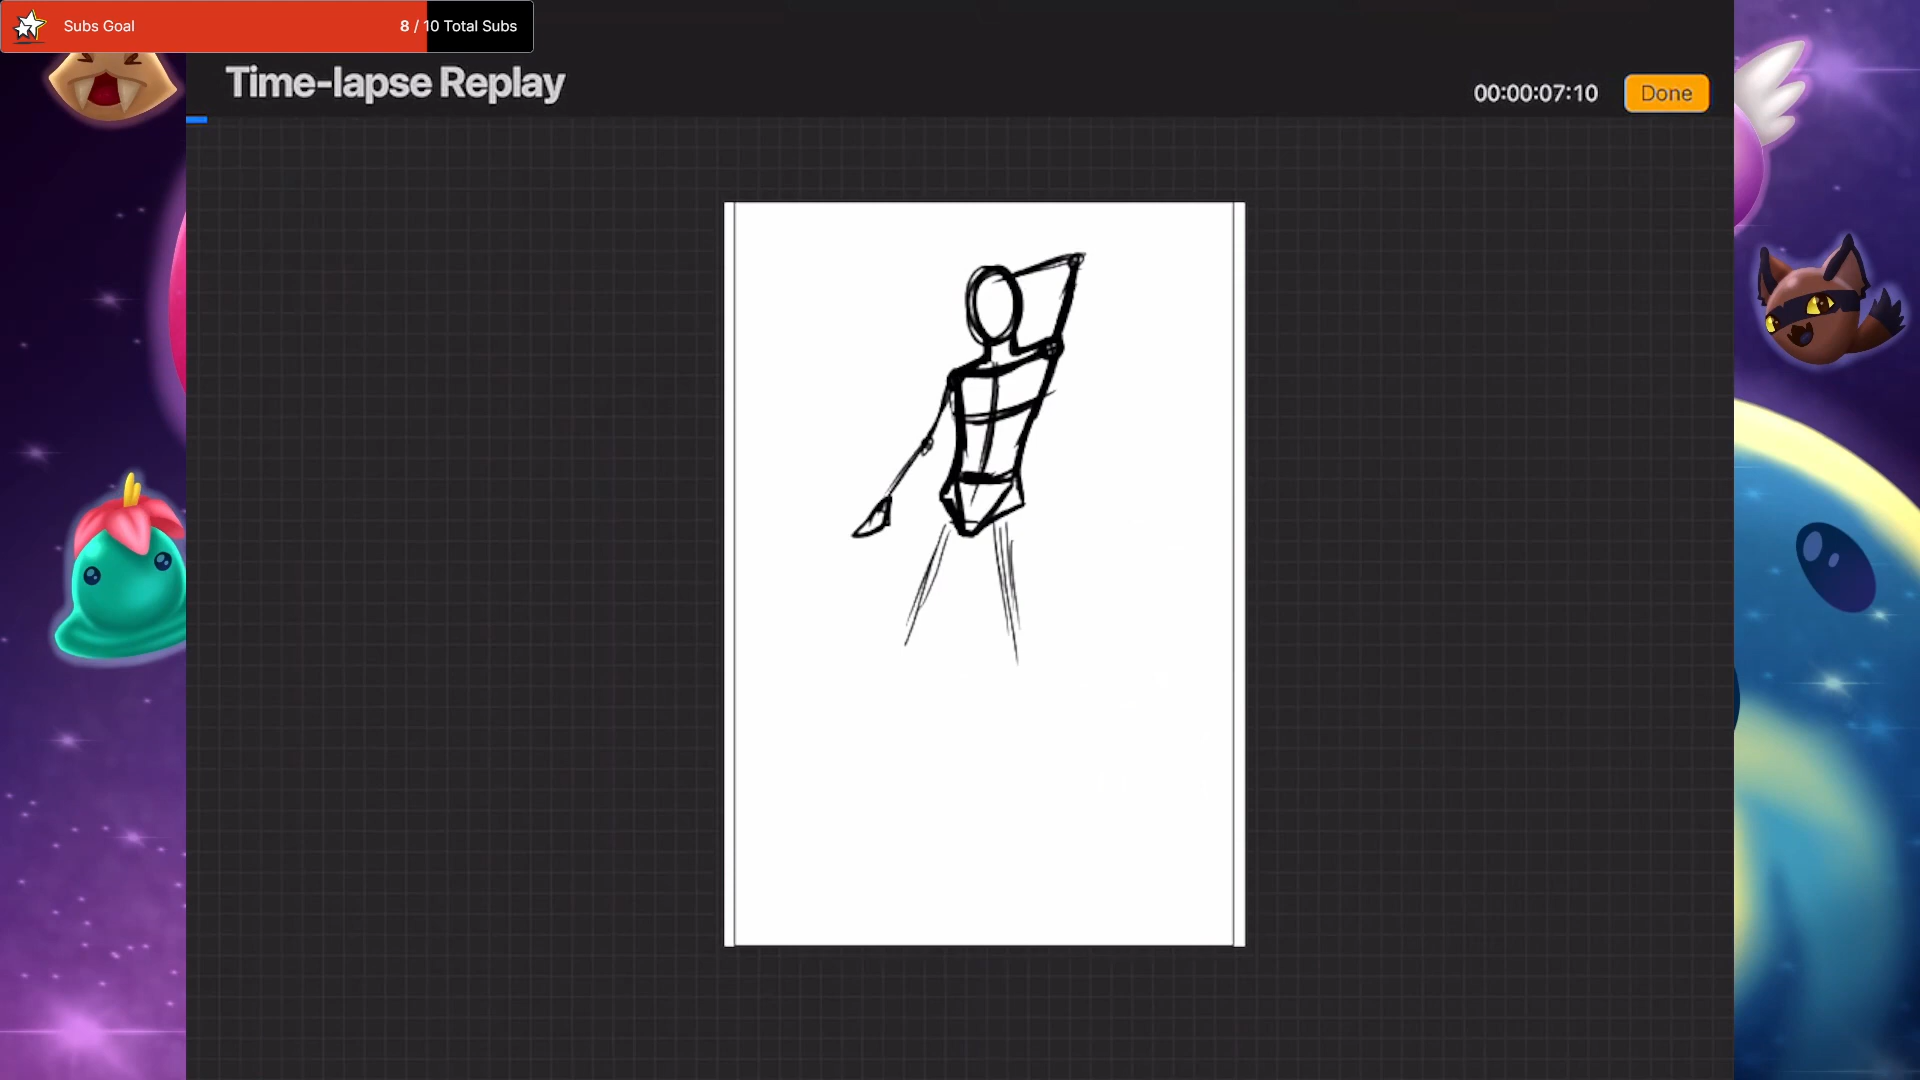 Subs Goal 8 / 10 Total Subs
Time-lapse Replay
00:00:07:10 Done